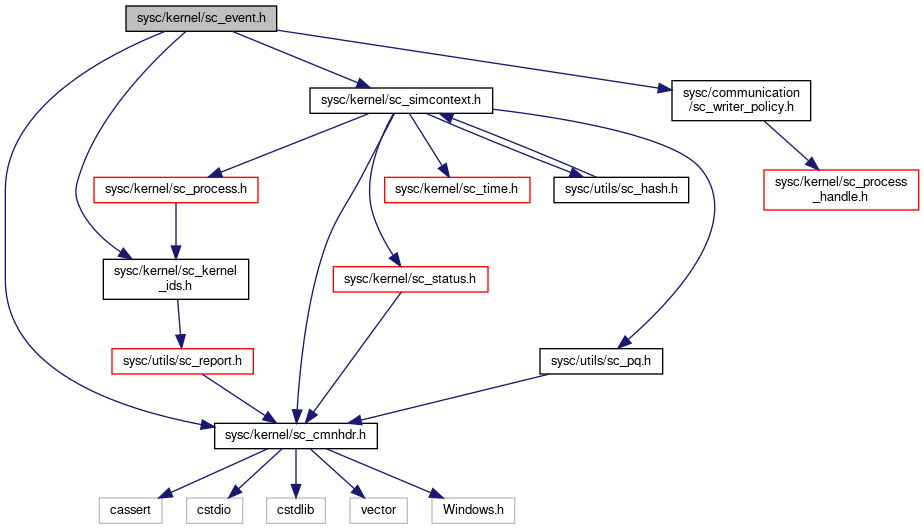 sysc/kernel/sc_event.h
sysc/kernel/sc_simcontext.h
sysc/communication
/sc_writer_policy.h
sysc/kernel/sc_process.h
sysc/kernel/sc_time.h
sysc/utils/sc_hash.h
sysc/kernel/sc_process
_handle.h
sysc/kernel/sc_kernel
_ids.h
sysc/kernel/sc_status.h
sysc/utils/sc_report.h
sysc/utils/sc_pq.h
sysc/kernel/sc_cmnhdr.h
cassert
cstdio
cstdlib
vector
Windows.h